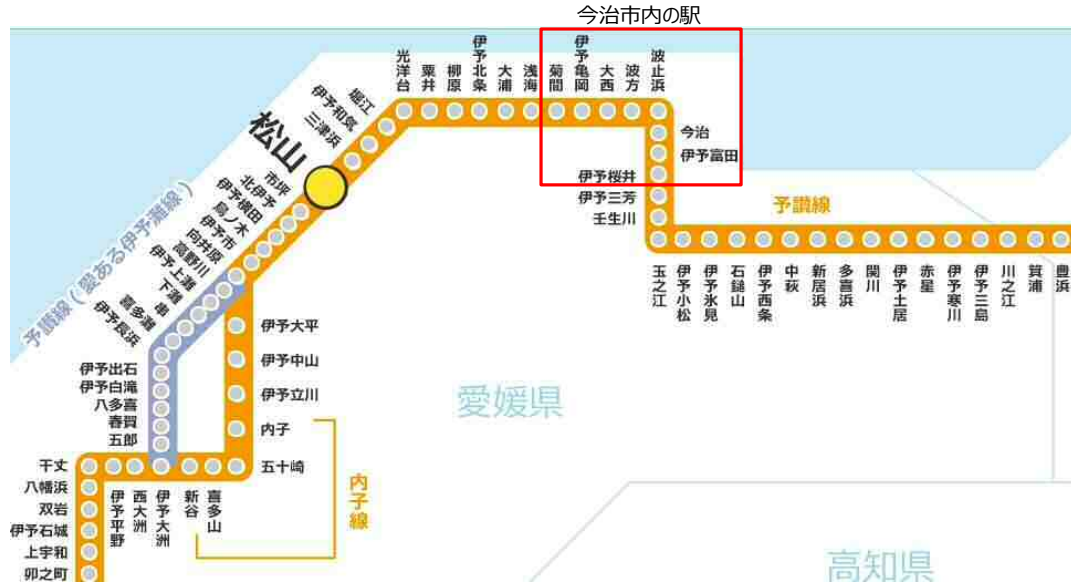 今治市内の駅
光洋台
粟井
柳原
伊予北条
大浦
浅海
菊間
伊予亀岡
大西
波方
波止浜
今治
伊予富田
伊予桜井
伊予三芳
壬生川
予讃線
玉之江
伊予小松
伊予氷見
石鎚山
伊予西条
中萩
新居浜
多喜浜
関川
伊予土居
赤星
伊予寒川
伊予三島
川之江
箕浦
豊浜
堀江
伊予和気
三津浜
松山
市坪
北伊予
伊予横田
鳥ノ木
伊予市
向井原
高野川
伊予上灘
下灘
串
喜多灘
伊予長浜
予讃線(愛ある伊予灘線)
伊予出石
伊予白滝
八多喜
春賀
五郎
伊予大平
伊予中山
伊予立川
内子
五十崎
内子線
喜多山
新谷
伊予大洲
西大洲
伊予平野
千丈
八幡浜
双岩
伊予石城
上宇和
卯之町
愛媛県
高知県